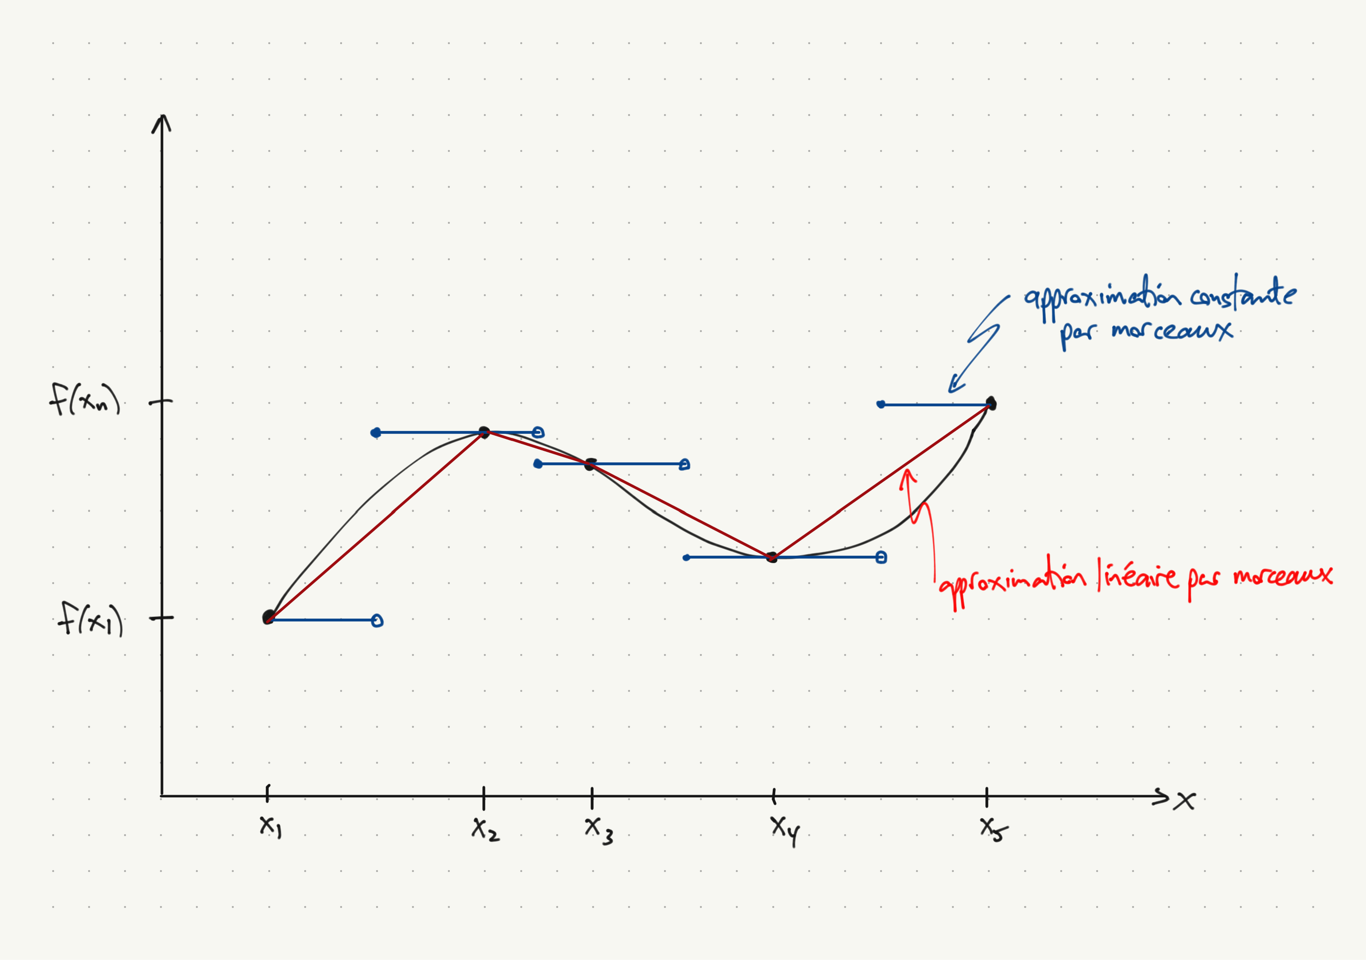 approximation constante
par morceaux
f(xₙ)
approximation linéaire par morceaux
f(x₁)
x
x₁ x₂ x₃ x₄ x₅